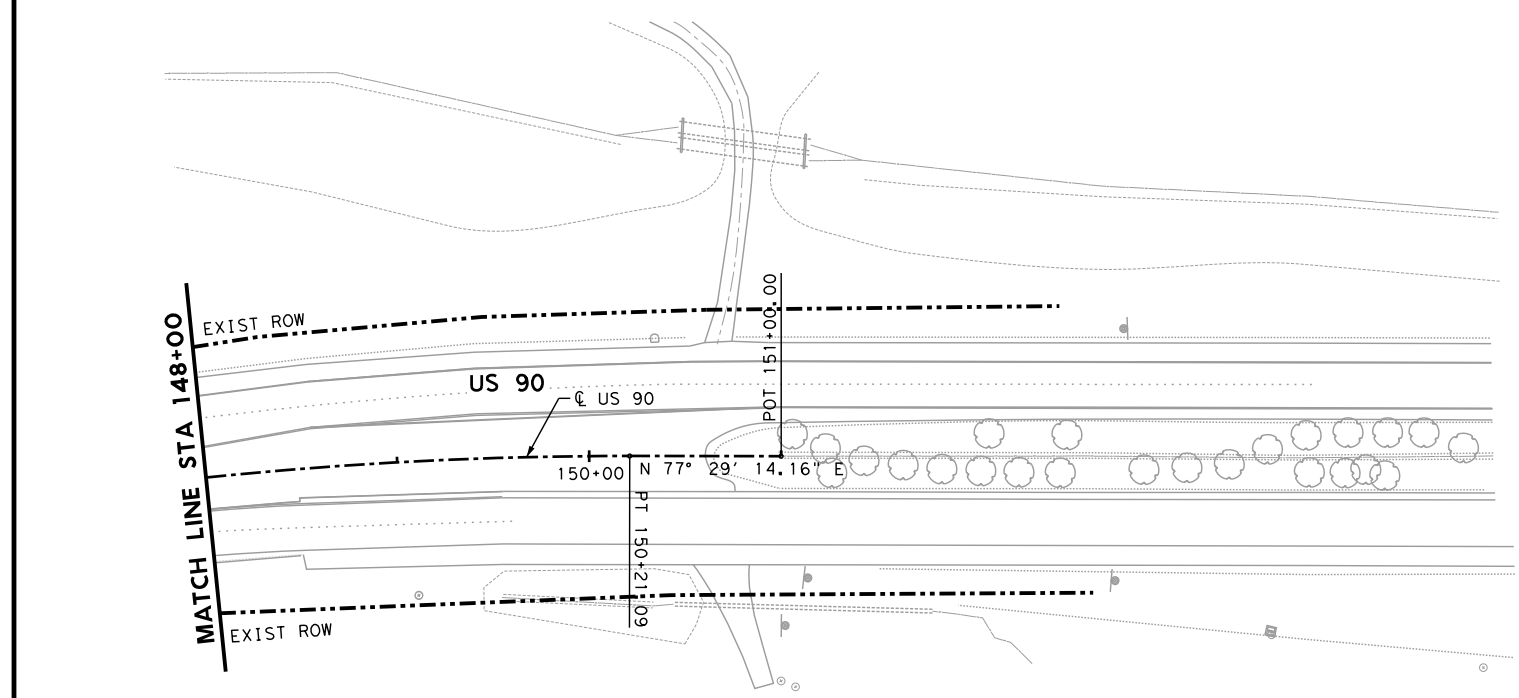 POT 151+00.00
EXIST ROW
MATCH LINE STA 148+00
US 90
℄ US 90
150+00
N 77° 29' 14.16" E
PT 150+21.09
EXIST ROW